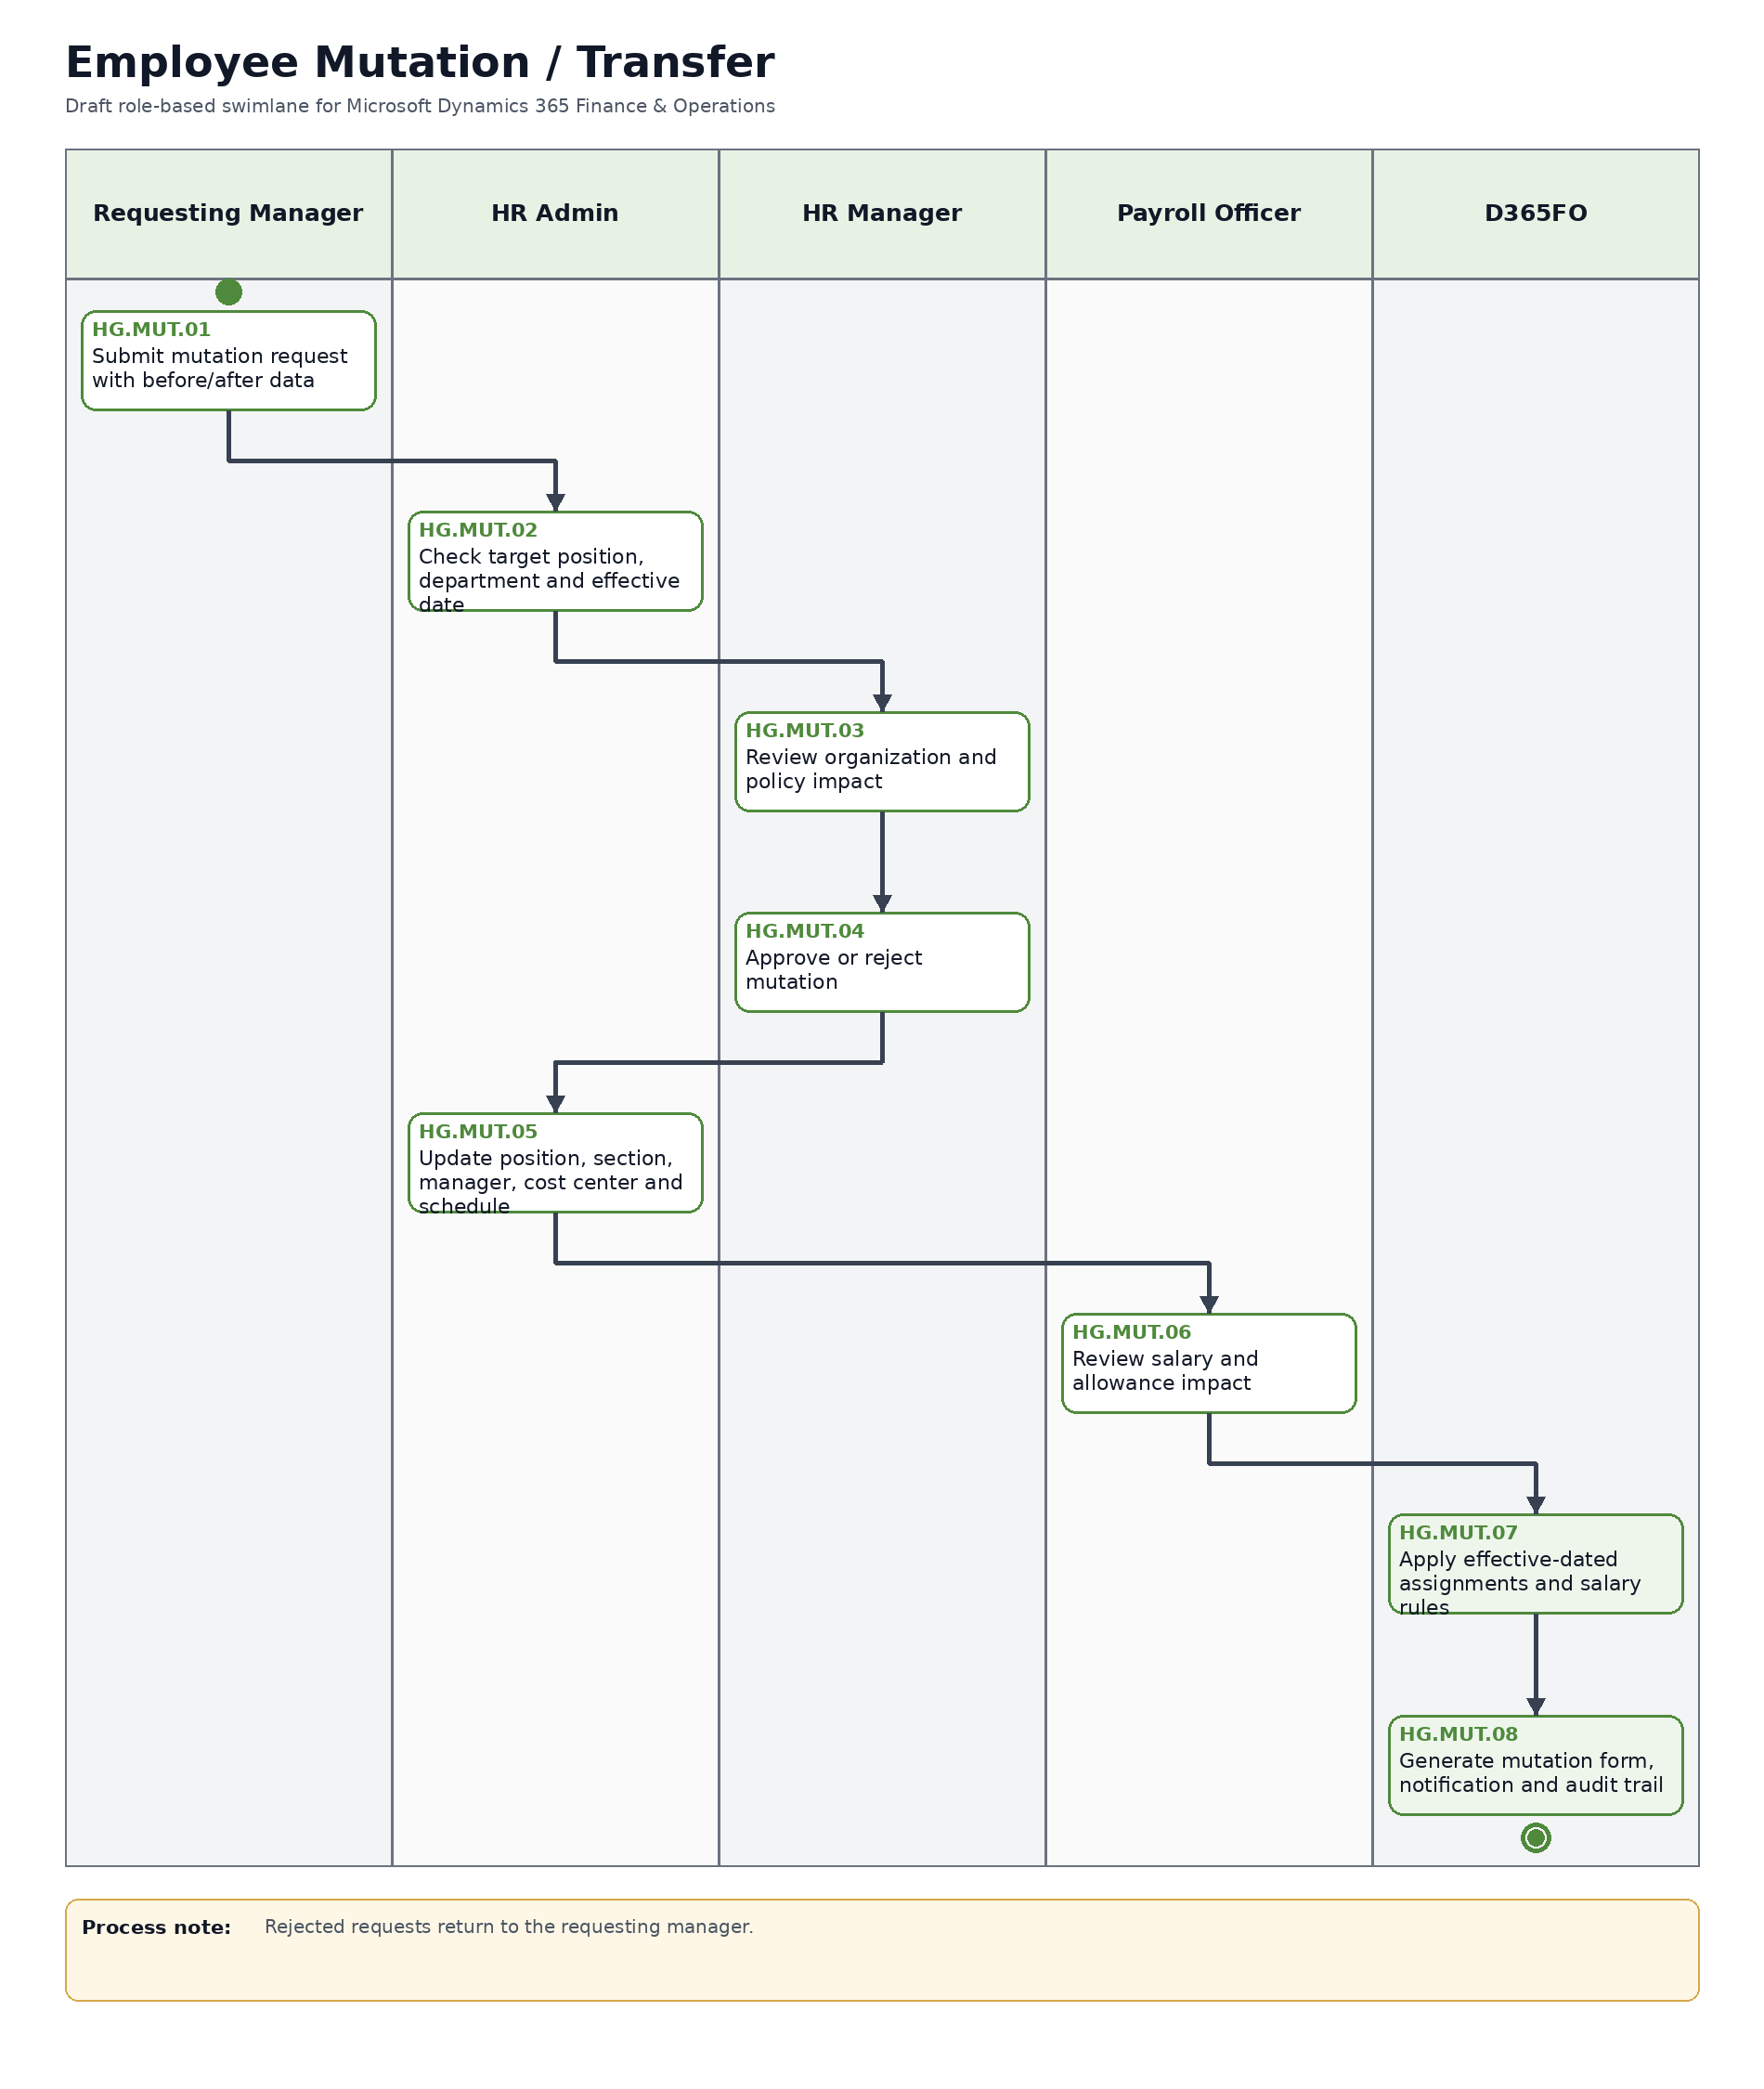 Employee Mutation / Transfer
Draft role-based swimlane for Microsoft Dynamics 365 Finance & Operations
Requesting Manager
HR Admin
HR Manager
Payroll Officer
D365FO
HG.MUT.01
Submit mutation request
with before/after data
HG.MUT.02
Check target position,
department and effective
date
HG.MUT.03
Review organization and
policy impact
HG.MUT.04
Approve or reject
mutation
HG.MUT.05
Update position, section,
manager, cost center and
schedule
HG.MUT.06
Review salary and
allowance impact
HG.MUT.07
Apply effective-dated
assignments and salary
rules
HG.MUT.08
Generate mutation form,
notification and audit trail
Process note: Rejected requests return to the requesting manager.